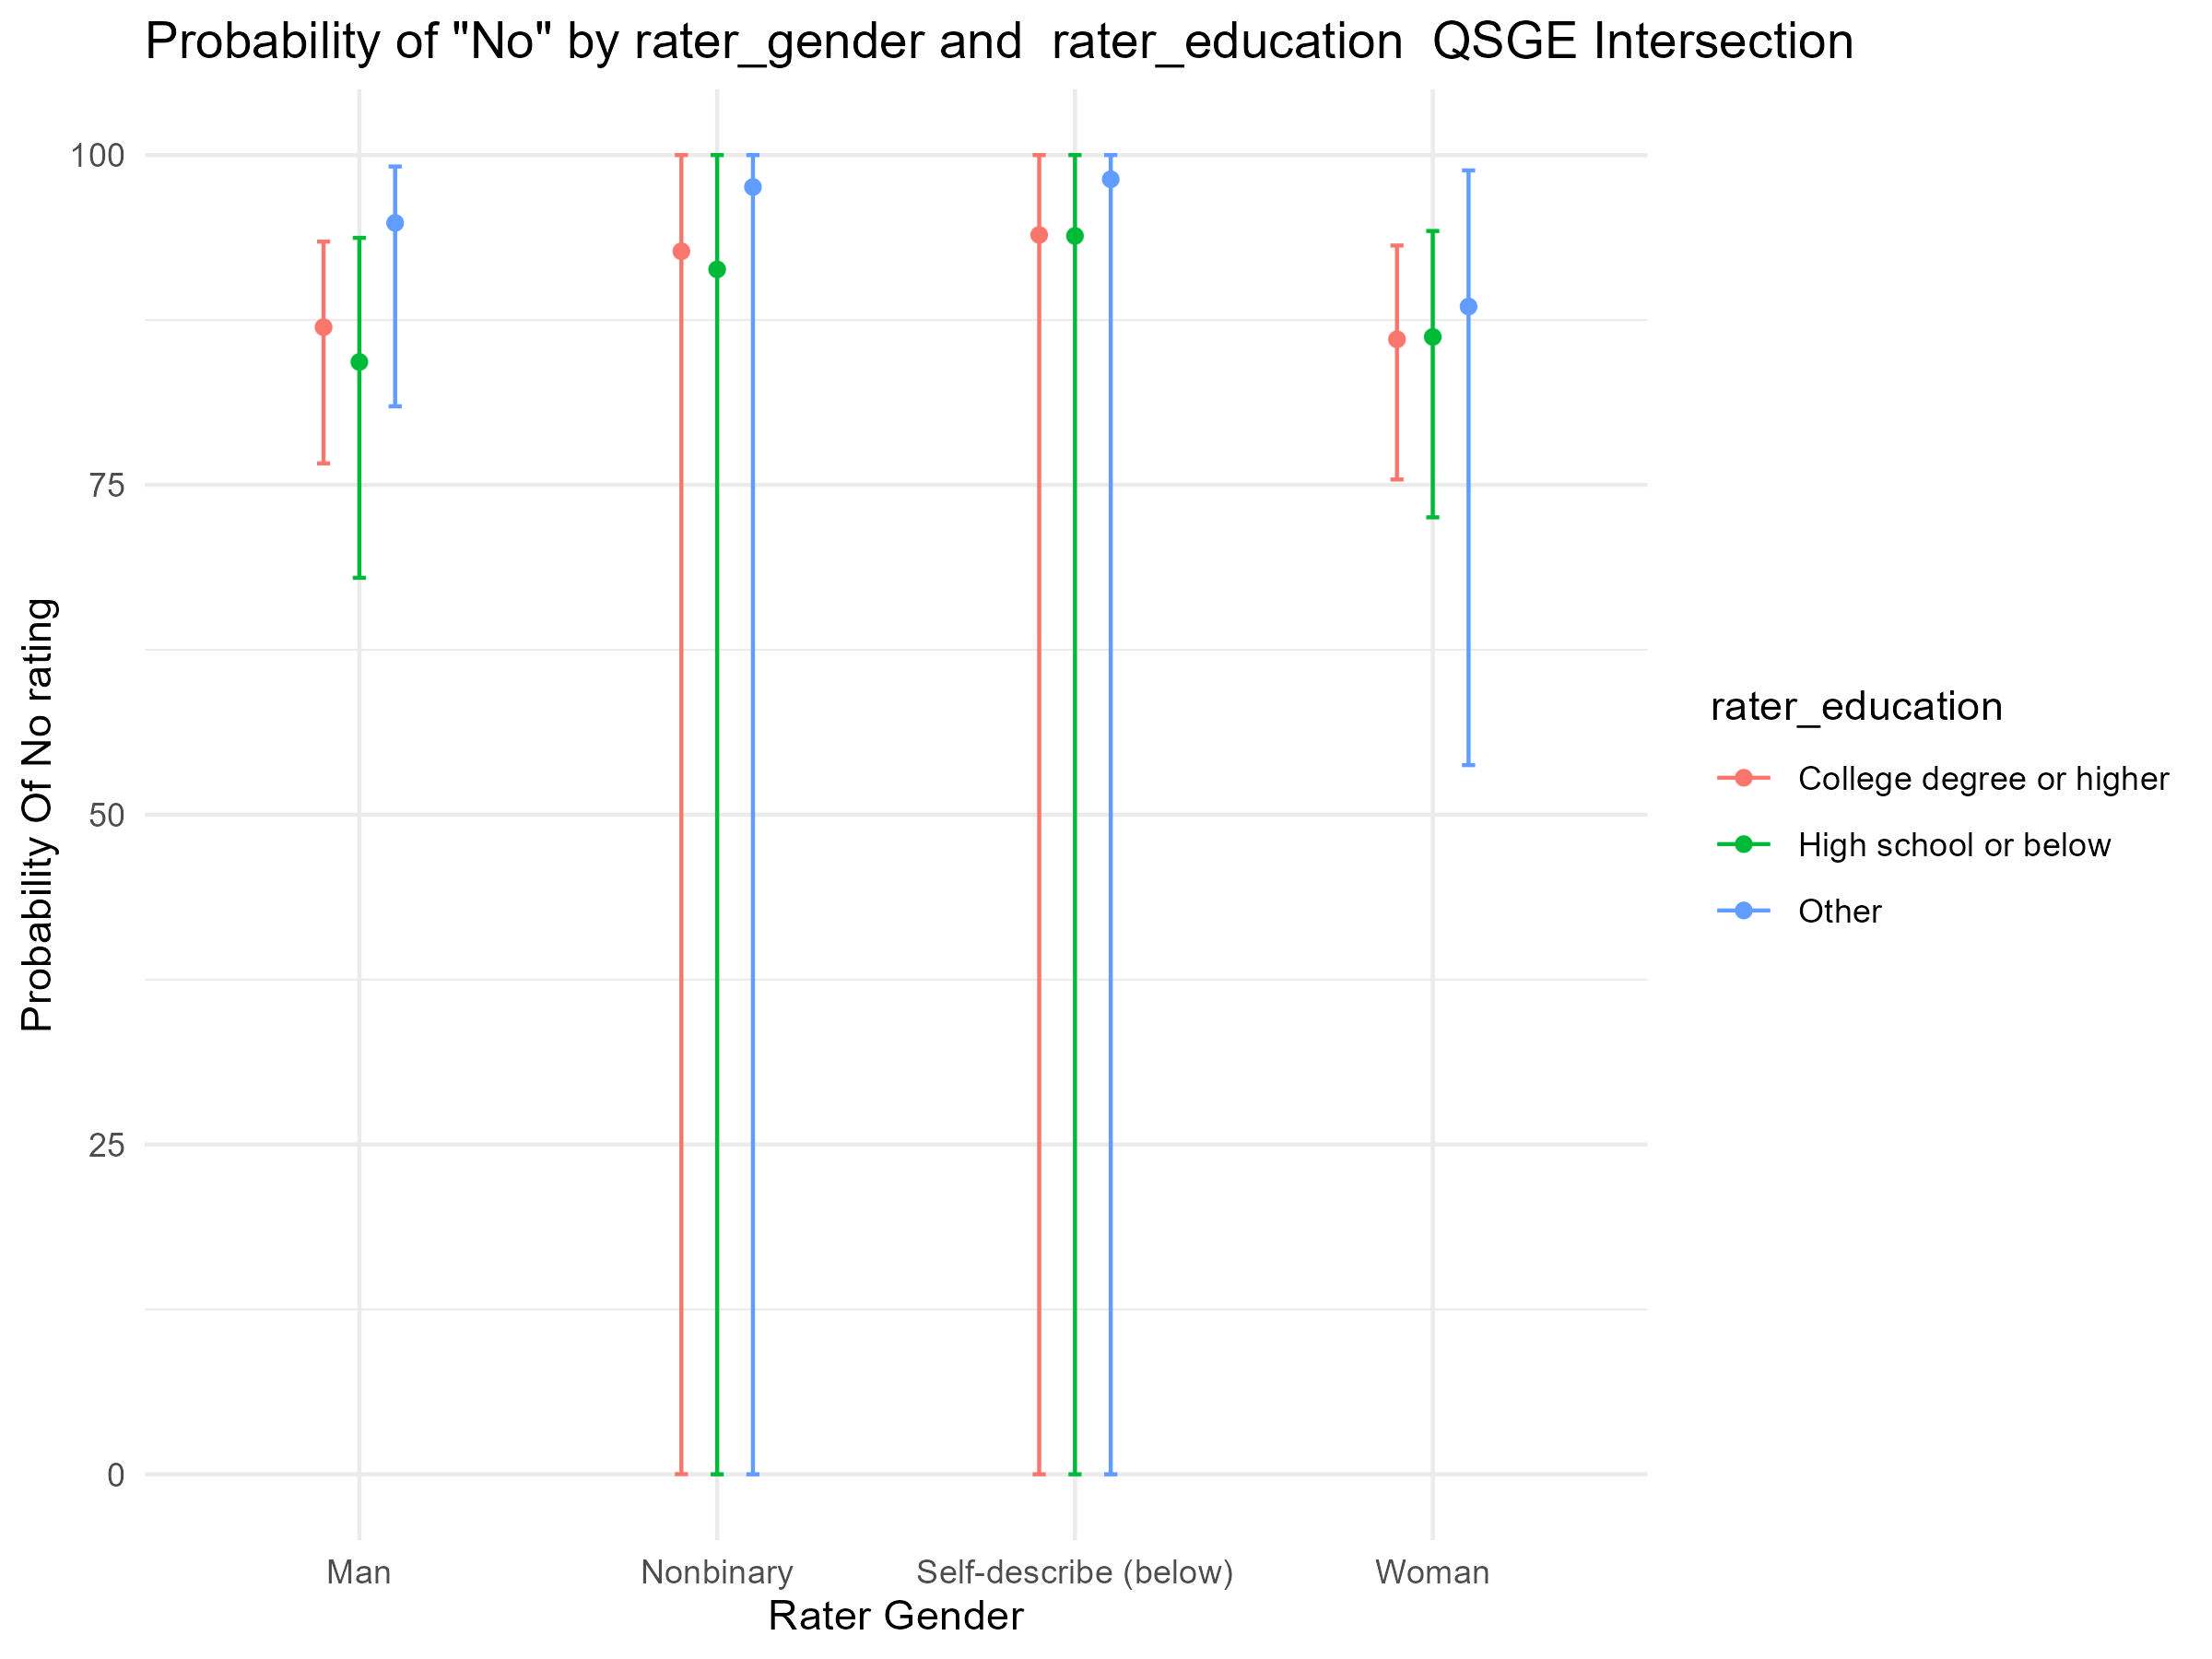 Probability of "No" by rater_gender and  rater_education  QSGE Intersection
100
75
50
25
0
Probability Of No rating
Man
Nonbinary
Self-describe (below)
Woman
Rater Gender
rater_education
College degree or higher
High school or below
Other